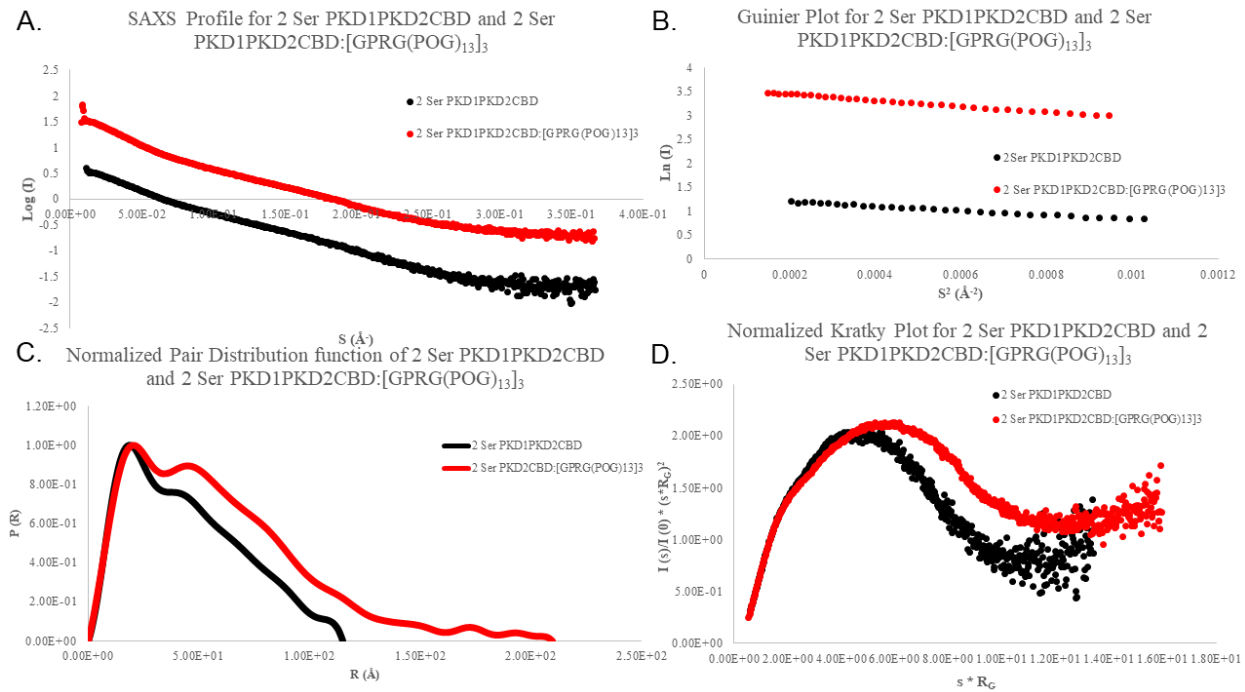 A.
SAXS Profile for 2 Ser PKD1PKD2CBD and 2 Ser
PKD1PKD2CBD:[GPRG(POG)13]3
2.5
2
1.5
1
0.5
0
-0.5
-1
-1.5
-2
-2.5
Log (I)
0.00E+00
5.00E-02
1.00E-01
1.50E-01
2.00E-01
2.50E-01
3.00E-01
3.50E-01
4.00E-01
S (Å-)
2 Ser PKD1PKD2CBD
2 Ser PKD1PKD2CBD:[GPRG(POG)13]3
B.
Guinier Plot for 2 Ser PKD1PKD2CBD and 2 Ser
PKD1PKD2CBD:[GPRG(POG)13]3
4
3.5
3
2.5
2
1.5
1
0.5
0
Ln (I)
0
0.0002
0.0004
0.0006
0.0008
0.001
0.0012
S² (Å-²)
2Ser PKD1PKD2CBD
2 Ser PKD1PKD2CBD:[GPRG(POG)13]3
C.
Normalized Pair Distribution function of 2 Ser PKD1PKD2CBD
and 2 Ser PKD1PKD2CBD:[GPRG(POG)13]3
1.20E+00
1.00E+00
8.00E-01
6.00E-01
4.00E-01
2.00E-01
0.00E+00
P (R)
0.00E+00
5.00E+01
1.00E+02
1.50E+02
2.00E+02
2.50E+02
R (Å)
2 Ser PKD1PKD2CBD
2 Ser PKD2CBD:[GPRG(POG)13]3
D.
Normalized Kratky Plot for 2 Ser PKD1PKD2CBD and 2
Ser PKD1PKD2CBD:[GPRG(POG)13]3
2.50E+00
2.00E+00
1.50E+00
1.00E+00
5.00E-01
0.00E+00
I (s)/I (0) * (s*RG)²
0.00E+00
2.00E+00
4.00E+00
6.00E+00
8.00E+00
1.00E+01
1.20E+01
1.40E+01
1.60E+01
1.80E+01
s * RG
2 Ser PKD1PKD2CBD
2 Ser PKD1PKD2CBD:[GPRG(POG)13]3